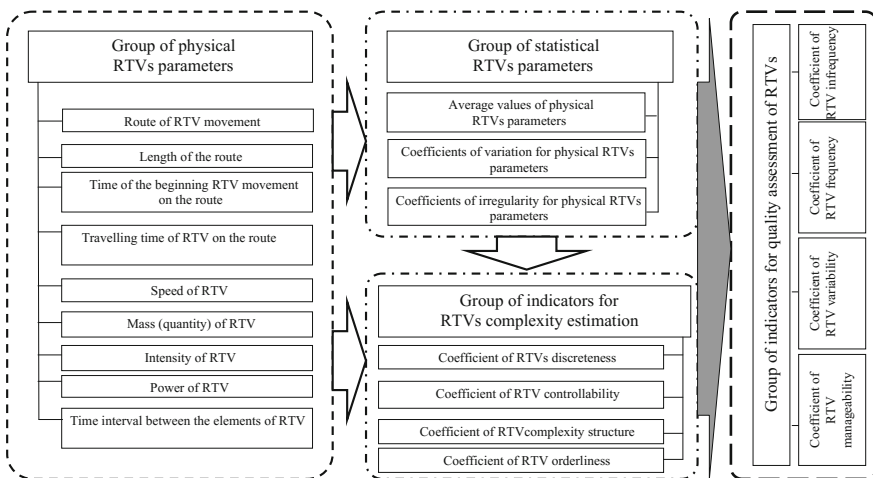 Group of physical
RTVs parameters
Route of RTV movement
Length of the route
Time of the beginning RTV movement
on the route
Travelling time of RTV on the route
Speed of RTV
Mass (quantity) of RTV
Intensity of RTV
Power of RTV
Time interval between the elements of RTV
Group of statistical
RTVs parameters
Average values of physical
RTVs parameters
Coefficients of variation for physical RTVs
parameters
Coefficients of irregularity for physical RTVs
parameters
Group of indicators for
RTVs complexity estimation
Coefficient of RTVs discreteness
Coefficient of RTV controllability
Coefficient of RTVcomplexity structure
Coefficient of RTV orderliness
Group of indicators for quality assessment of RTVs
Coefficient of
RTV infrequency
Coefficient of
RTV frequency
Coefficient of
RTV variability
Coefficient of
RTV
manageability